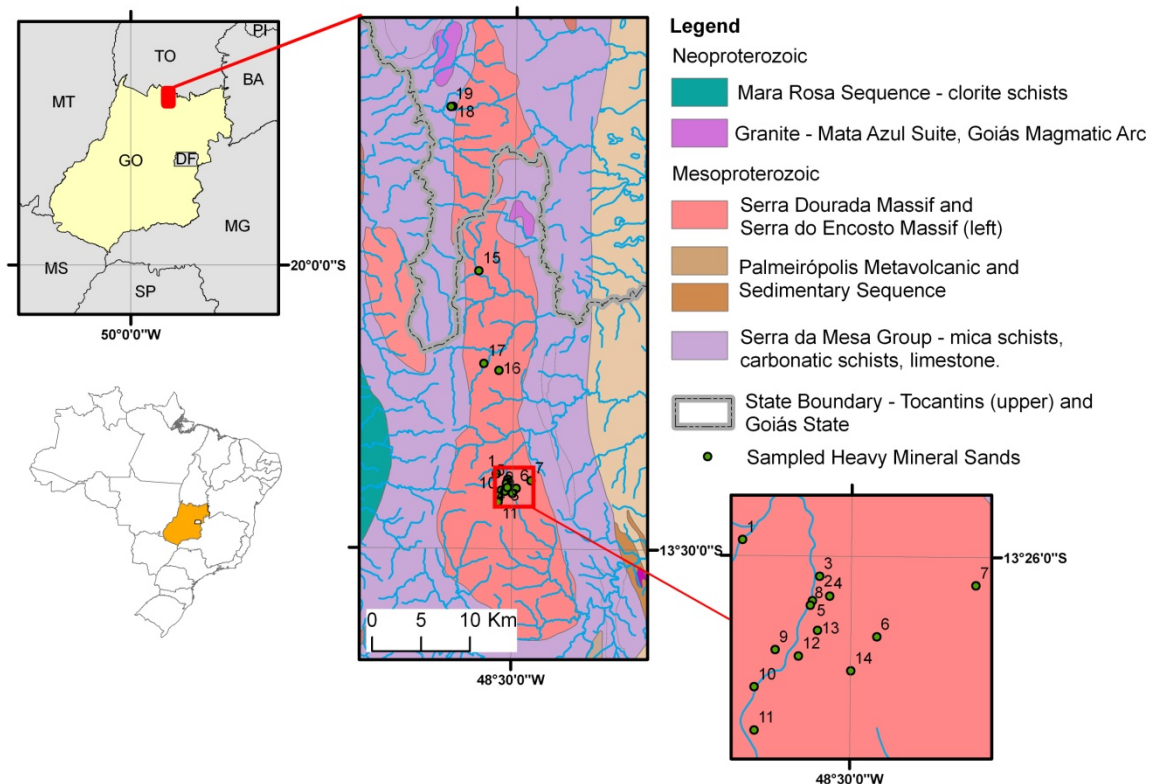 TO
PI
BA
MT
GO
DF
MG
MS
SP
20°0'0"S
50°0'0"W
19
18
15
17
16
1
7
6
10
11
13°30'0"S
0 5 10 Km
48°30'0"W
Legend
Neoproterozoic
Mara Rosa Sequence - clorite schists
Granite - Mata Azul Suite, Goiás Magmatic Arc
Mesoproterozoic
Serra Dourada Massif and
Serra do Encosto Massif (left)
Palmeirópolis Metavolcanic and
Sedimentary Sequence
Serra da Mesa Group - mica schists,
carbonatic schists, limestone.
State Boundary - Tocantins (upper) and
Goiás State
Sampled Heavy Mineral Sands
1
13°26'0"S
3
24
7
8
5
13
6
9
12
14
10
11
48°30'0"W